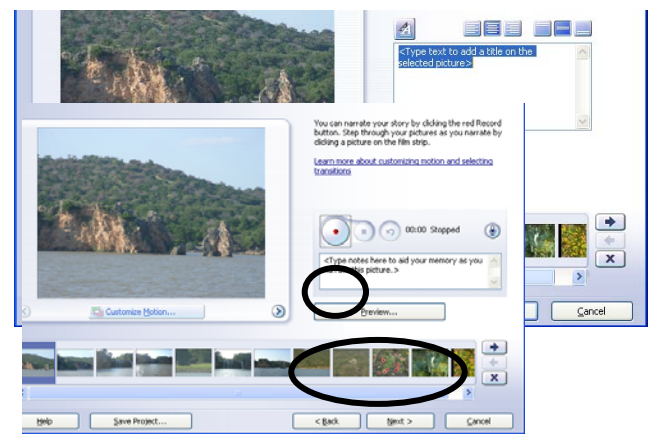 <Type text to add a title on the
selected picture>
Cancel
You can narrate your story by clicking the red Record
button. Step through your pictures as you narrate by
clicking a picture on the film strip.
Learn more about customizing motion and selecting
transitions
00:00 Stopped
<Type notes here to aid your memory as you
this picture.>
Customize Motion...
Preview...
Help
Save Project...
< Back
Next >
Cancel